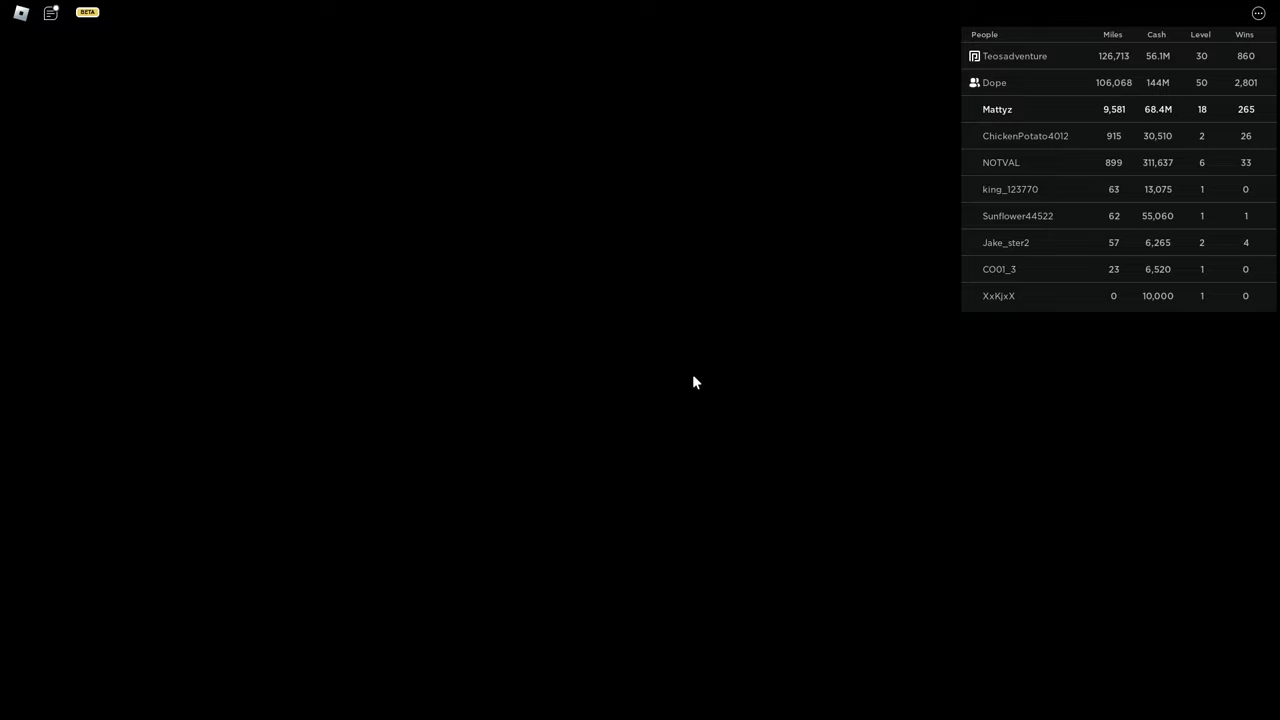 BETA
People Miles Cash Level Wins
Teosadventure 126,713 56.1M 30 860
Dope 106,068 144M 50 2,801
Mattyz 9,581 68.4M 18 265
ChickenPotato4012 915 30,510 2 26
NOTVAL 899 311,637 6 33
king_123770 63 13,075 1 0
Sunflower44522 62 55,060 1 1
Jake_ster2 57 6,265 2 4
CO01_3 23 6,520 1 0
XxKjxX 0 10,000 1 0